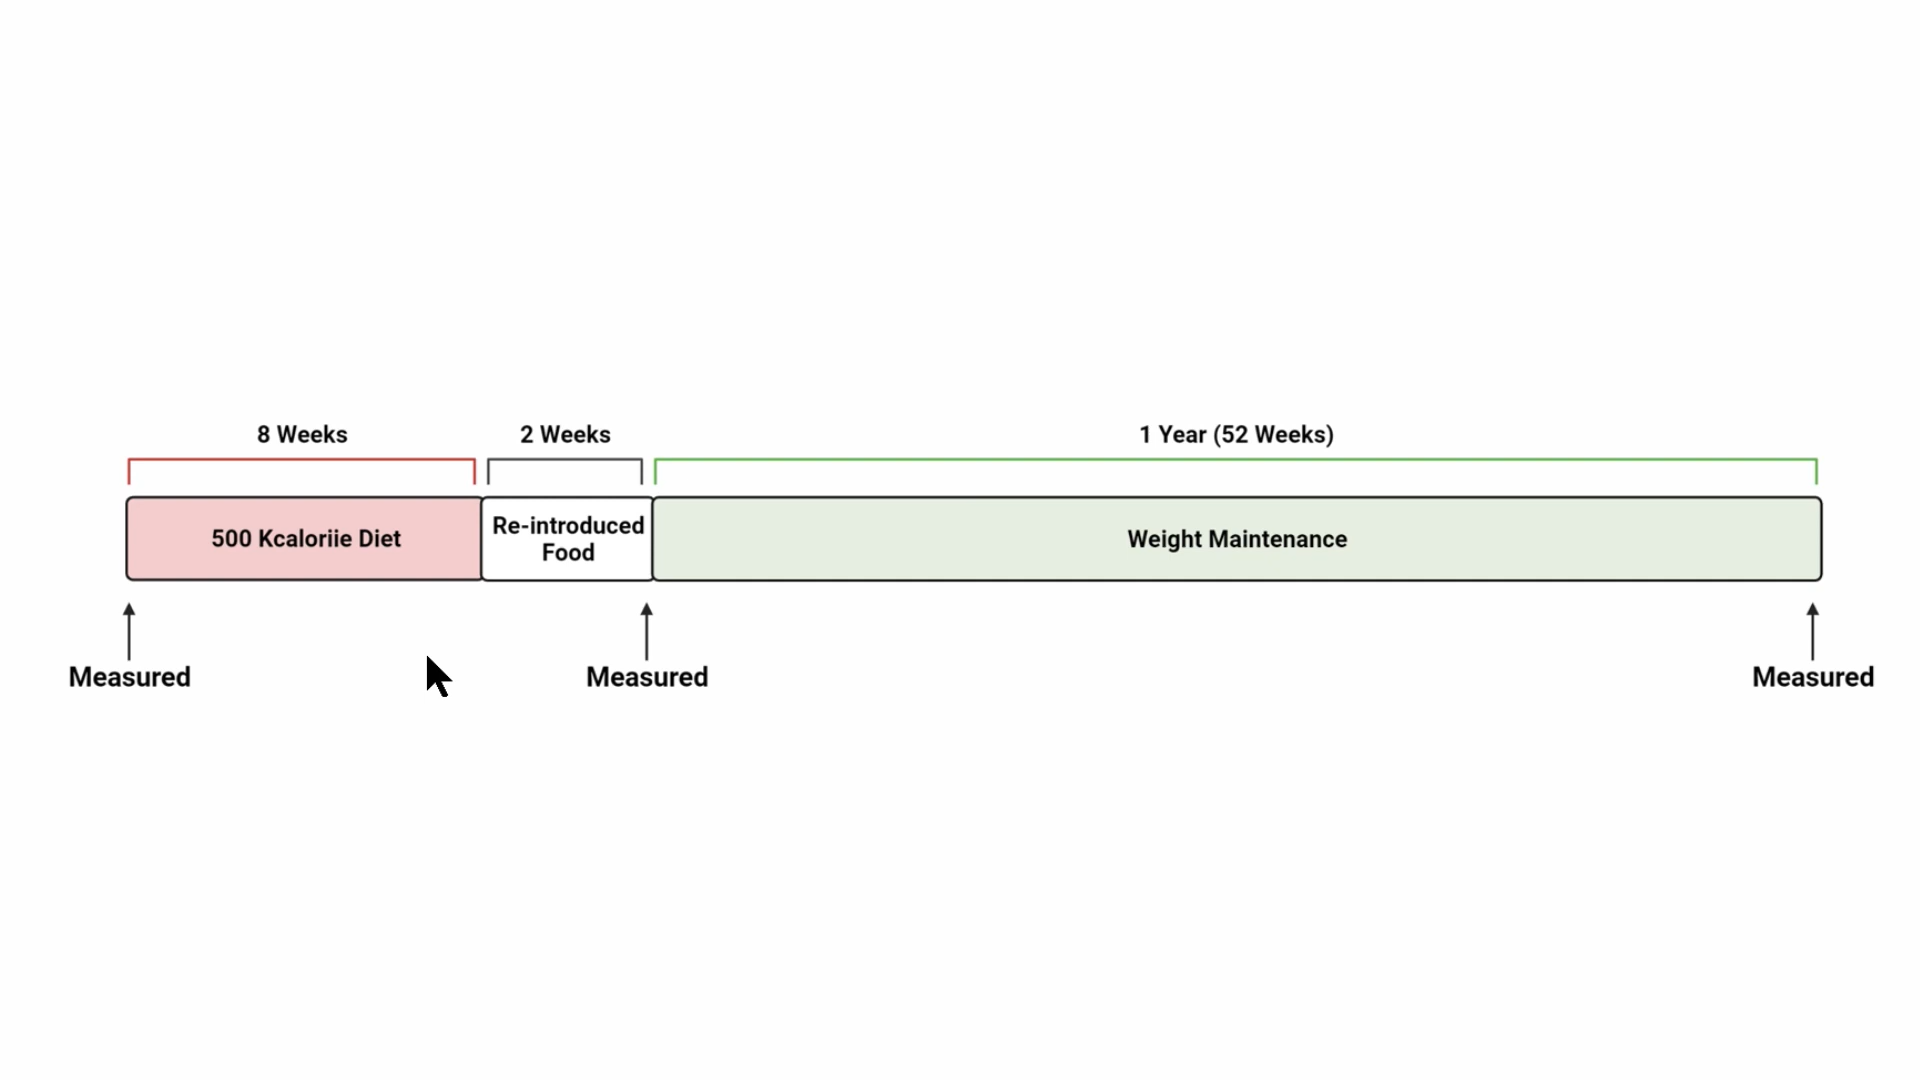 8 Weeks
2 Weeks
1 Year (52 Weeks)
500 Kcaloriie Diet
Re-introduced
Food
Weight Maintenance
Measured
Measured
Measured